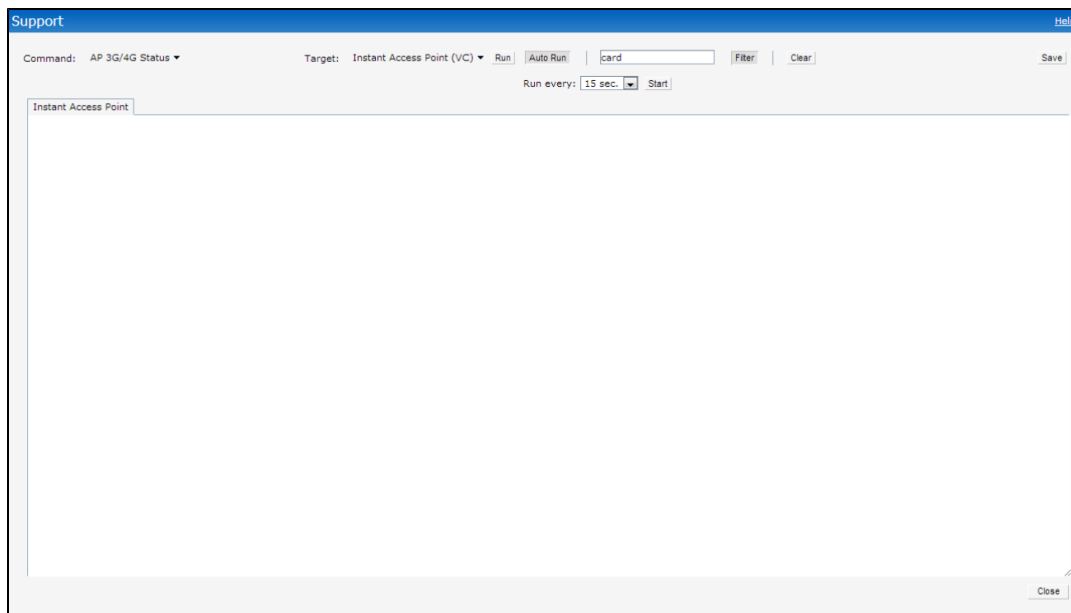 Support Hel
Command: AP 3G/4G Status Target: Instant Access Point (VC) Run Auto Run card Filter Clear Save
Run every: 15 sec. Start
Instant Access Point
Close